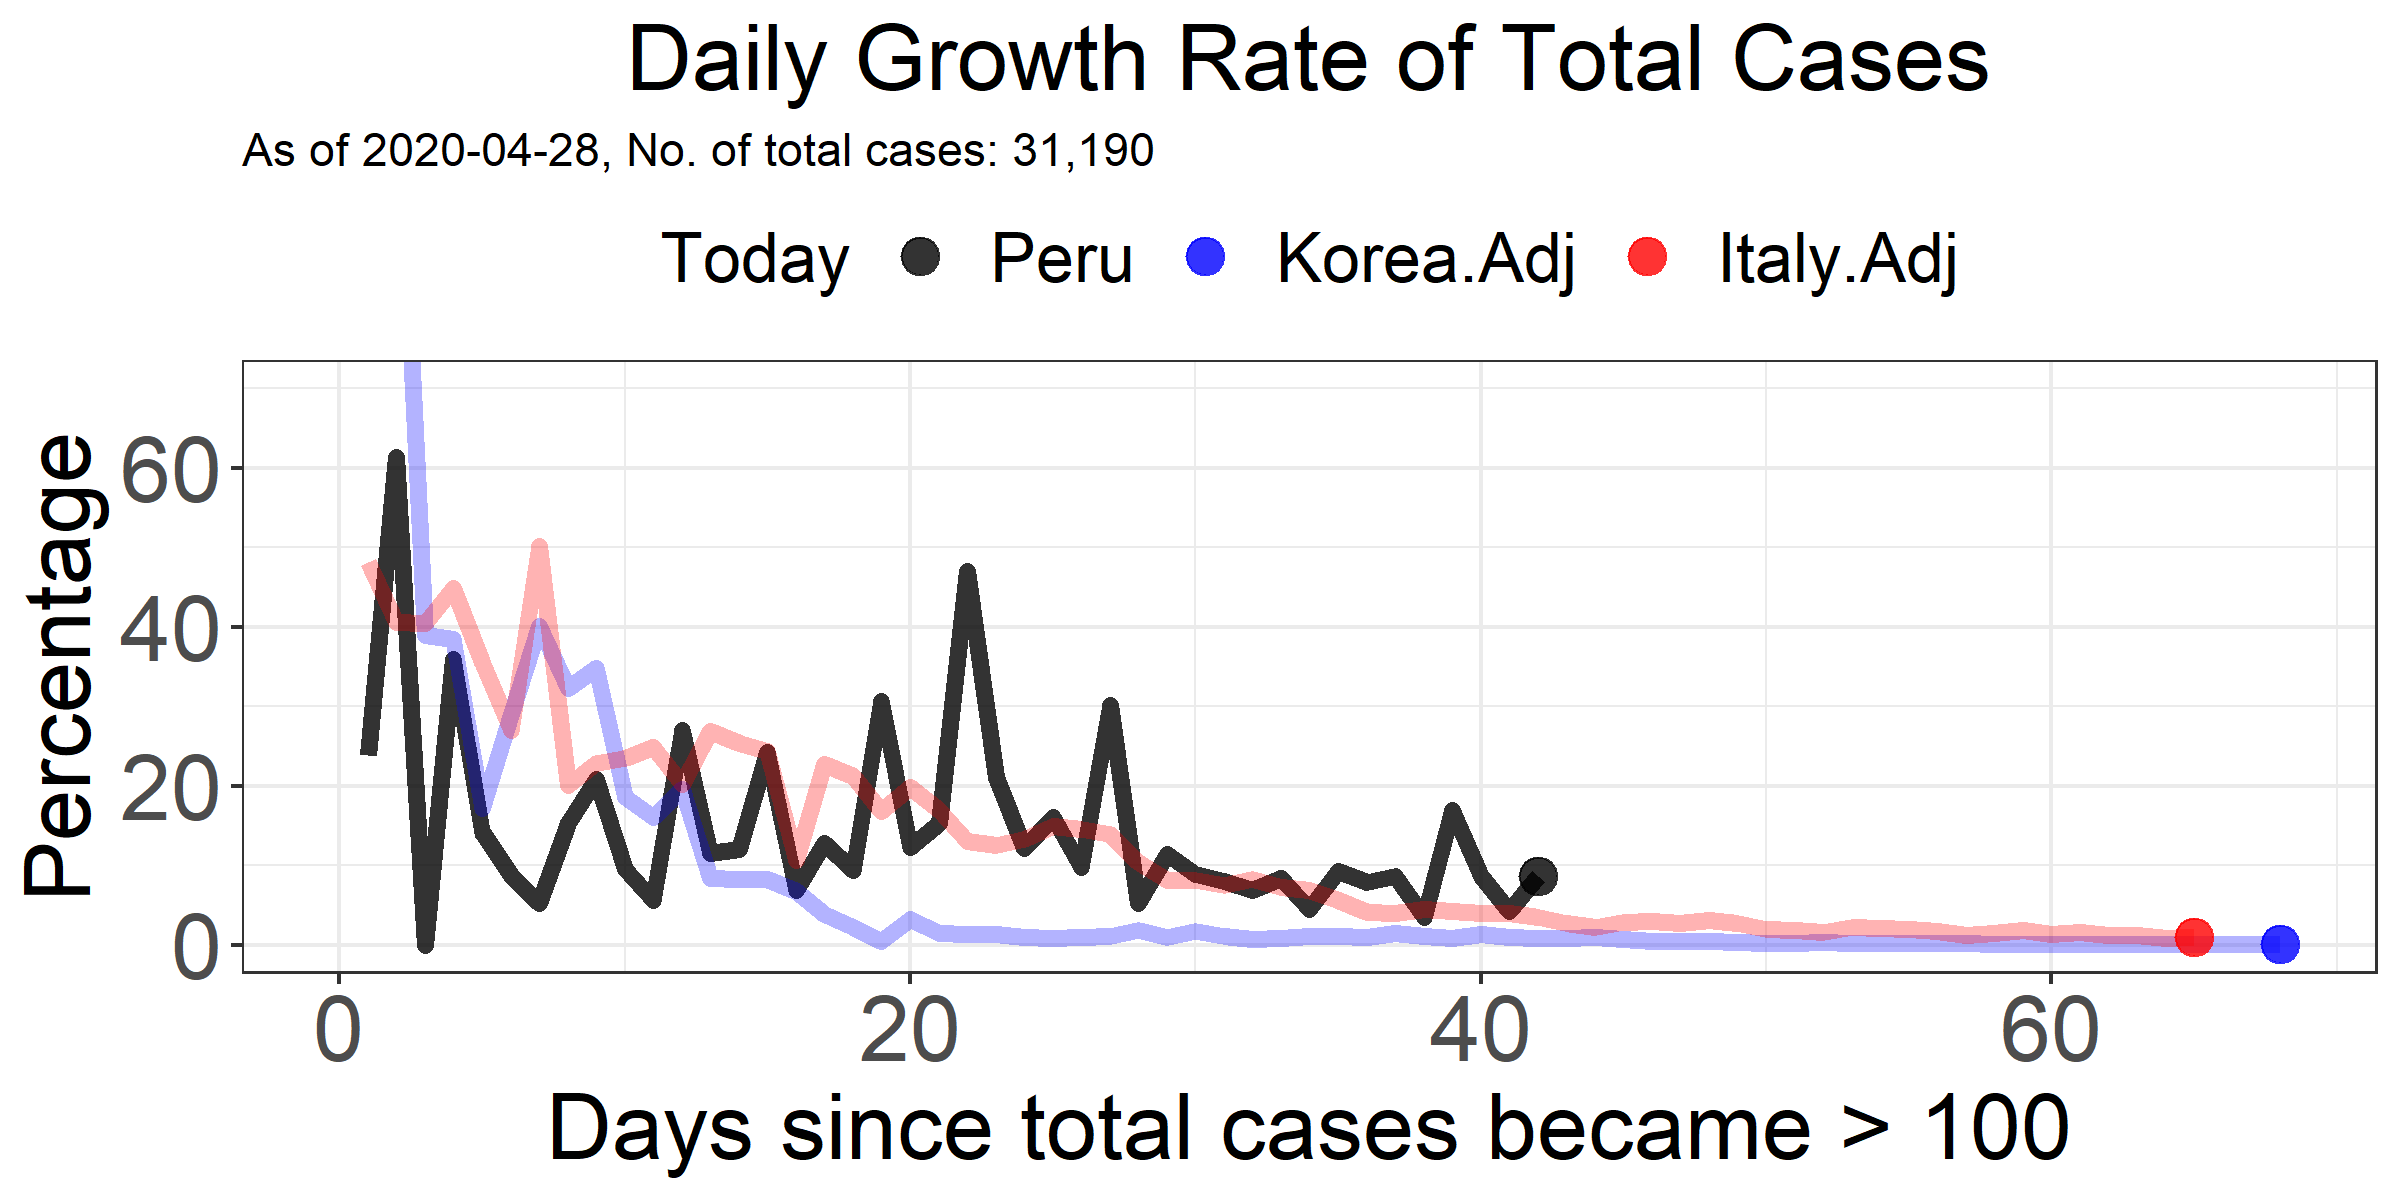 Daily Growth Rate of Total Cases
As of 2020-04-28, No. of total cases: 31,190
Today Peru Korea.Adj Italy.Adj
Percentage
60
40
20
0
0 20 40 60
Days since total cases became > 100